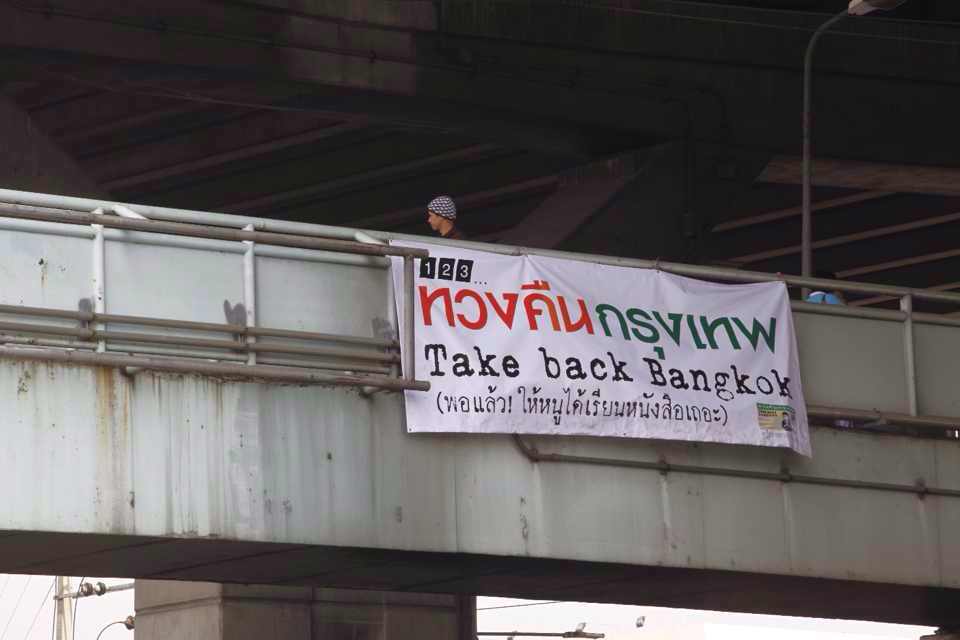 123...
ทวงคืนกรุงเทพ
Take back Bangkok
(พอแล้ว! ให้หนูได้เรียนหนังสือเถอะ)